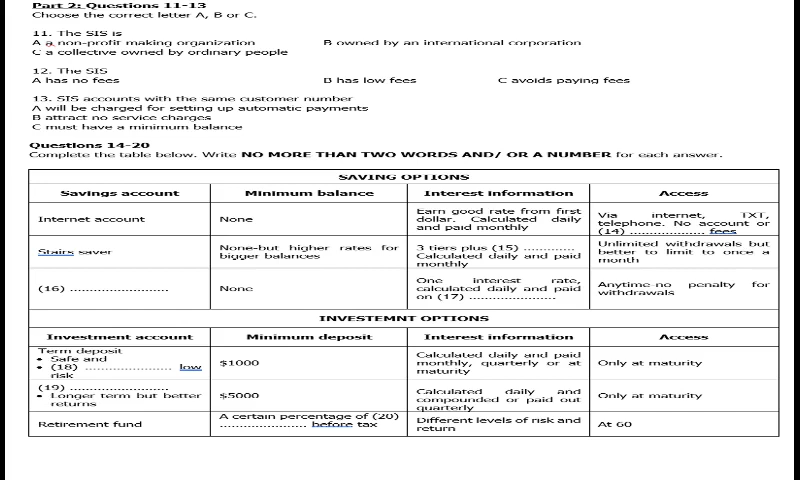 Part 2: Questions 11-13
Choose the correct letter A, B or C.
11. The SIS is
A a non-profit making organization B owned by an international corporation
C a collective owned by ordinary people
12. The SIS
A has no fees B has low fees C avoids paying fees
13. SIS accounts with the same customer number
A will be charged for setting up automatic payments
B attract no service charges
C must have a minimum balance
Questions 14-20
Complete the table below. Write NO MORE THAN TWO WORDS AND/ OR A NUMBER for each answer.
SAVING OPTIONS
Savings account Minimum balance Interest information Access
Internet account
None
Earn good rate from first
dollar. Calculated daily
and paid monthly
Via internet, TXT,
telephone. No account or
(14) ...................... fees
Stairs saver
None-but higher rates for
bigger balances
3 tiers plus (15) ............
Calculated daily and paid
monthly
Unlimited withdrawals but
better to limit to once a
month
(16) ..........................
None
One interest rate,
calculated daily and paid
on (17) .......................
Anytime-no penalty for
withdrawals
INVESTEMNT OPTIONS
Investment account Minimum deposit Interest information Access
Term deposit
• Safe and
• (18) ....................... low
risk
$1000
Calculated daily and paid
monthly, quarterly or at
maturity
Only at maturity
(19) ..........................
• Longer term but better
returns
$5000
Calculated daily and
compounded or paid out
quarterly
Only at maturity
Retirement fund
A certain percentage of (20)
........................ before tax
Different levels of risk and
return
At 60